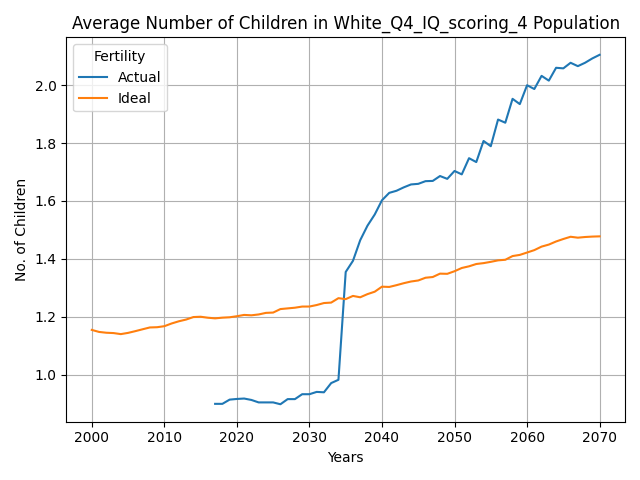 Average Number of Children in White_Q4_IQ_scoring_4 Population
Fertility
Actual
Ideal
No. of Children
2.0
1.8
1.6
1.4
1.2
1.0
2000
2010
2020
2030
2040
2050
2060
2070
Years